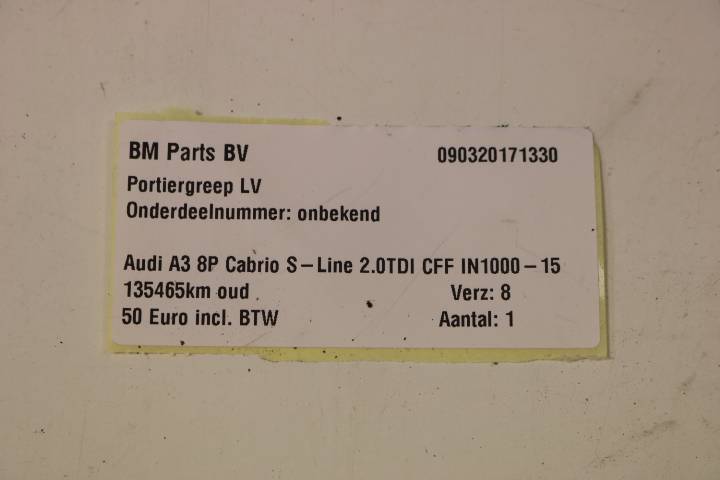 BM Parts BV 090320171330
Portiergreep LV
Onderdeelnummer: onbekend
Audi A3 8P Cabrio S-Line 2.0TDI CFF IN1000-15
135465km oud Verz: 8
50 Euro incl. BTW Aantal: 1